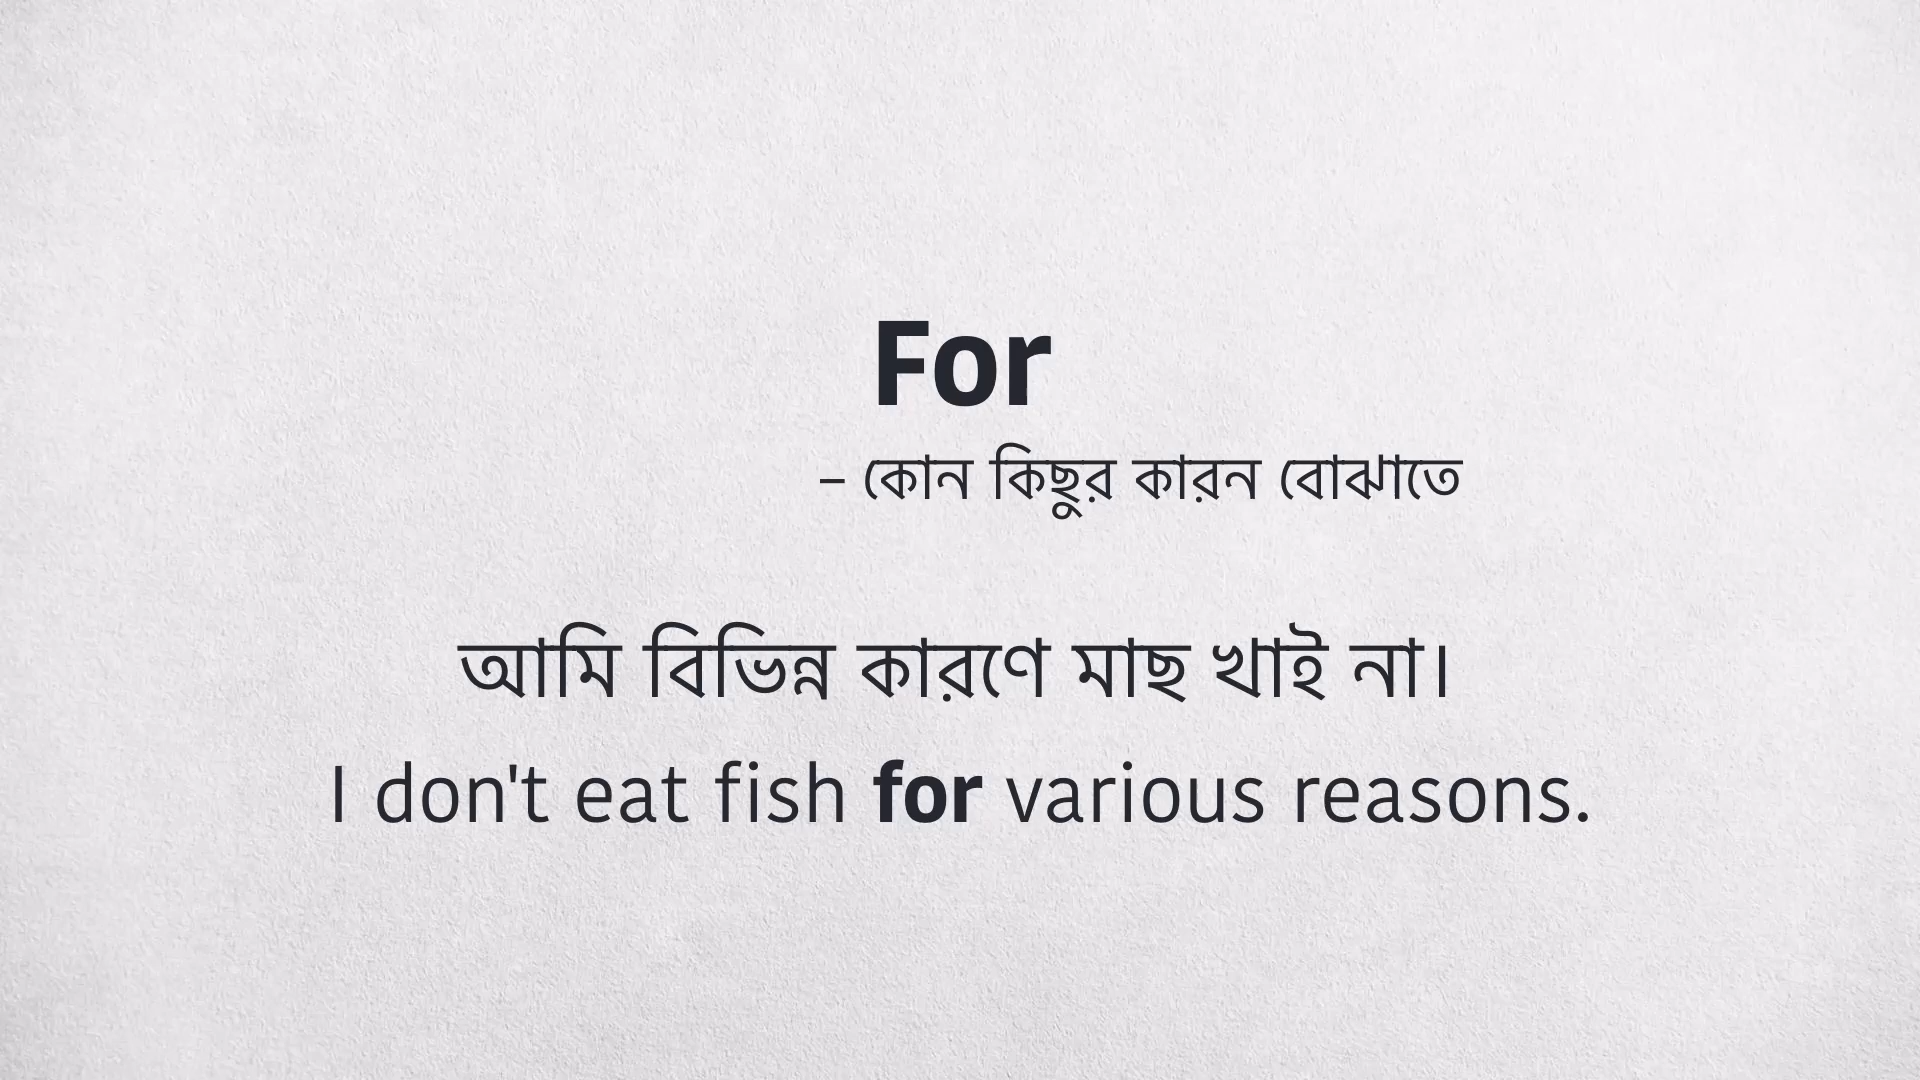 For
– কোন কিছুর কারন বোঝাতে
আমি বিভিন্ন কারণে মাছ খাই না।
I don't eat fish for various reasons.